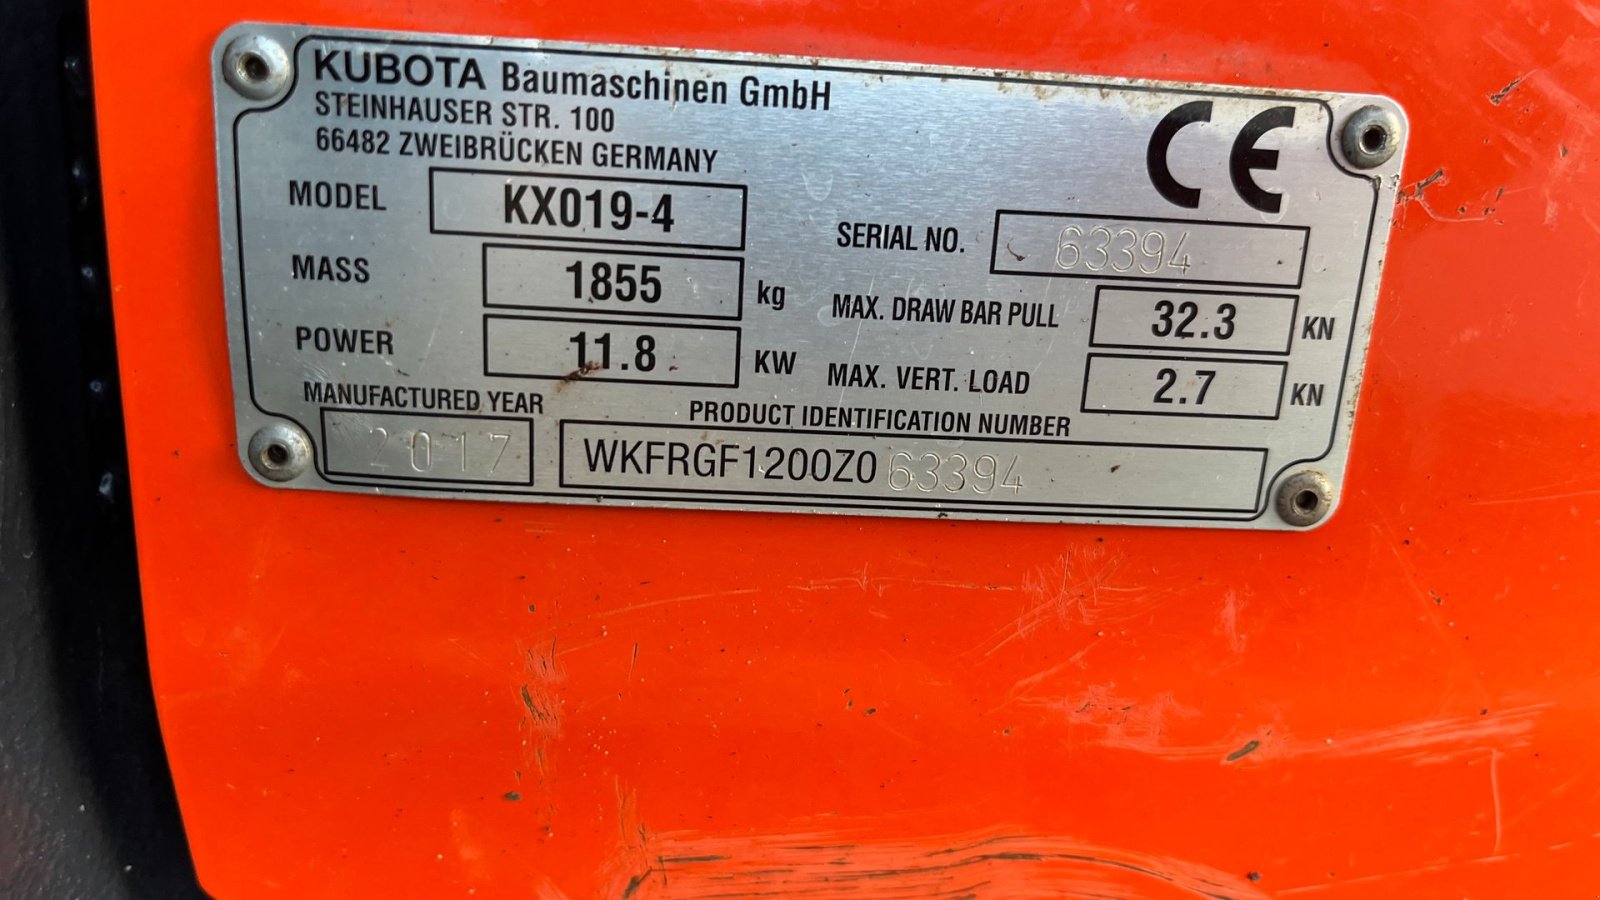 KUBOTA Baumaschinen GmbH
STEINHAUSER STR. 100
66482 ZWEIBRÜCKEN GERMANY
CE
MODEL KX019-4
SERIAL NO. 63394
MASS 1855 kg
MAX. DRAW BAR PULL 32.3 KN
POWER 11.8 KW
MAX. VERT. LOAD 2.7 KN
MANUFACTURED YEAR
2017
PRODUCT IDENTIFICATION NUMBER
WKFRGF1200Z063394